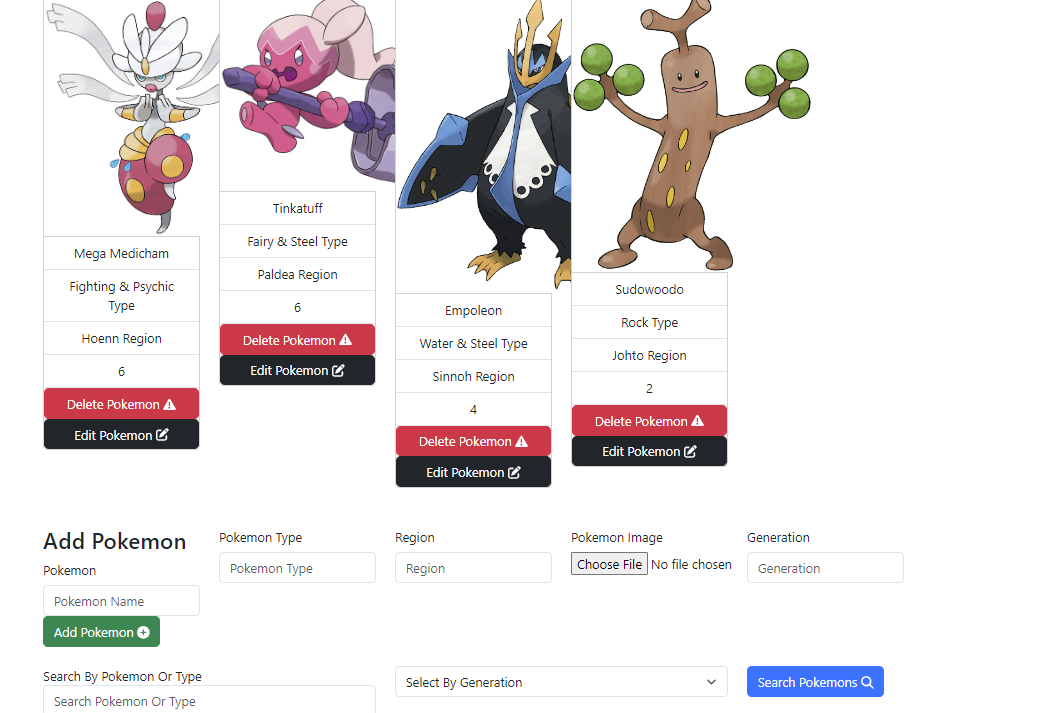 Mega Medicham
Fighting & Psychic
Type
Hoenn Region
6
Delete Pokemon
Edit Pokemon
Tinkatuff
Fairy & Steel Type
Paldea Region
6
Delete Pokemon
Edit Pokemon
Empoleon
Water & Steel Type
Sinnoh Region
4
Delete Pokemon
Edit Pokemon
Sudowoodo
Rock Type
Johto Region
2
Delete Pokemon
Edit Pokemon
Add Pokemon
Pokemon
Pokemon Name
Add Pokemon
Pokemon Type
Pokemon Type
Region
Region
Pokemon Image
Choose File No file chosen
Generation
Generation
Search By Pokemon Or Type
Search Pokemon Or Type
Select By Generation
Search Pokemons